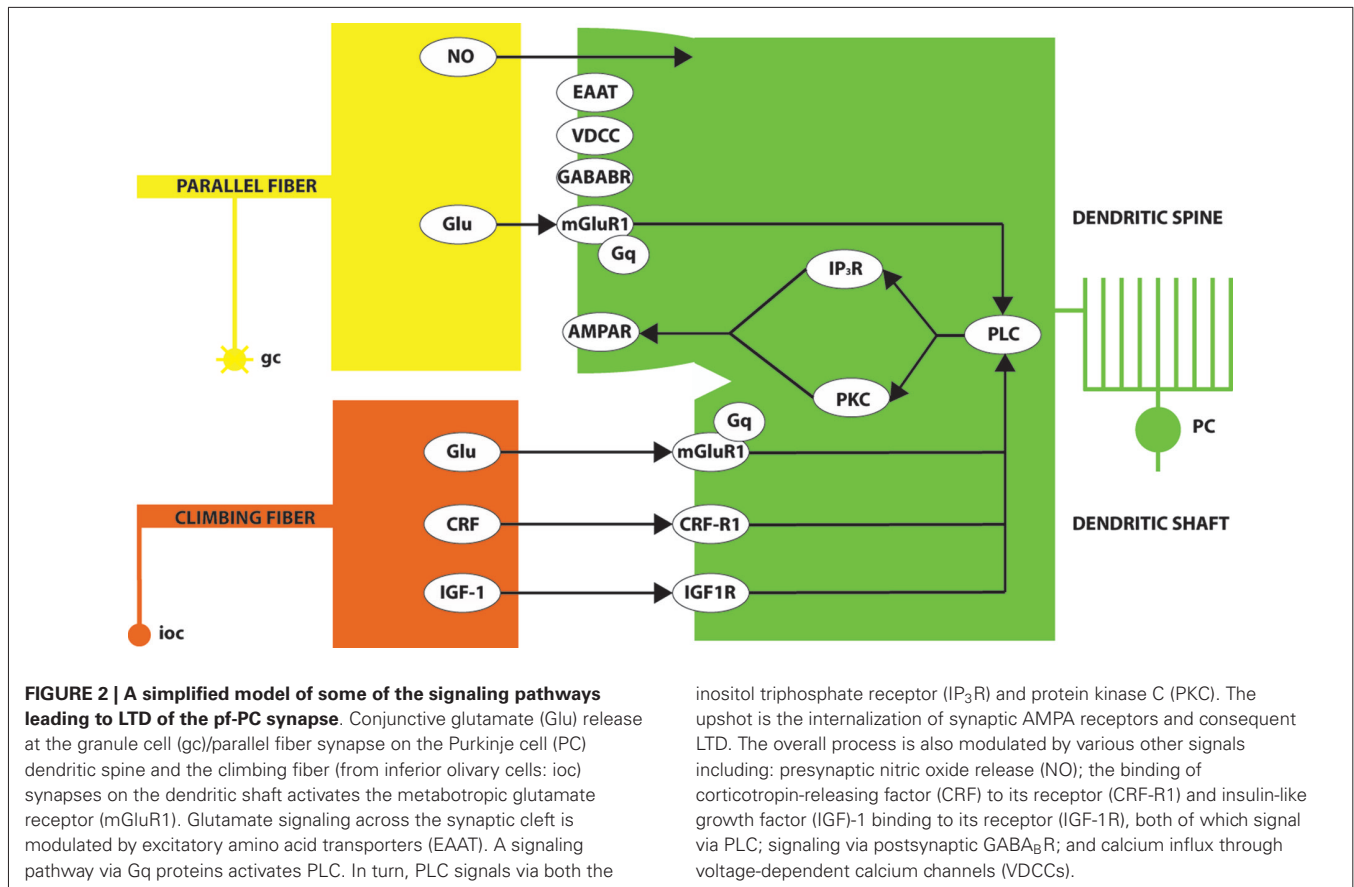 NO
EAAT
VDCC
GABABR
PARALLEL FIBER
Glu
mGluR1
Gq
DENDRITIC SPINE
IP₃R
AMPAR
PLC
gc
PKC
Gq
PC
Glu
mGluR1
CLIMBING FIBER
CRF
CRF-R1
DENDRITIC SHAFT
IGF-1
IGF1R
ioc
FIGURE 2 | A simplified model of some of the signaling pathways
leading to LTD of the pf-PC synapse. Conjunctive glutamate (Glu) release
at the granule cell (gc)/parallel fiber synapse on the Purkinje cell (PC)
dendritic spine and the climbing fiber (from inferior olivary cells: ioc)
synapses on the dendritic shaft activates the metabotropic glutamate
receptor (mGluR1). Glutamate signaling across the synaptic cleft is
modulated by excitatory amino acid transporters (EAAT). A signaling
pathway via Gq proteins activates PLC. In turn, PLC signals via both the
inositol triphosphate receptor (IP₃R) and protein kinase C (PKC). The
upshot is the internalization of synaptic AMPA receptors and consequent
LTD. The overall process is also modulated by various other signals
including: presynaptic nitric oxide release (NO); the binding of
corticotropin-releasing factor (CRF) to its receptor (CRF-R1) and insulin-like
growth factor (IGF)-1 binding to its receptor (IGF-1R), both of which signal
via PLC; signaling via postsynaptic GABA_BR; and calcium influx through
voltage-dependent calcium channels (VDCCs).